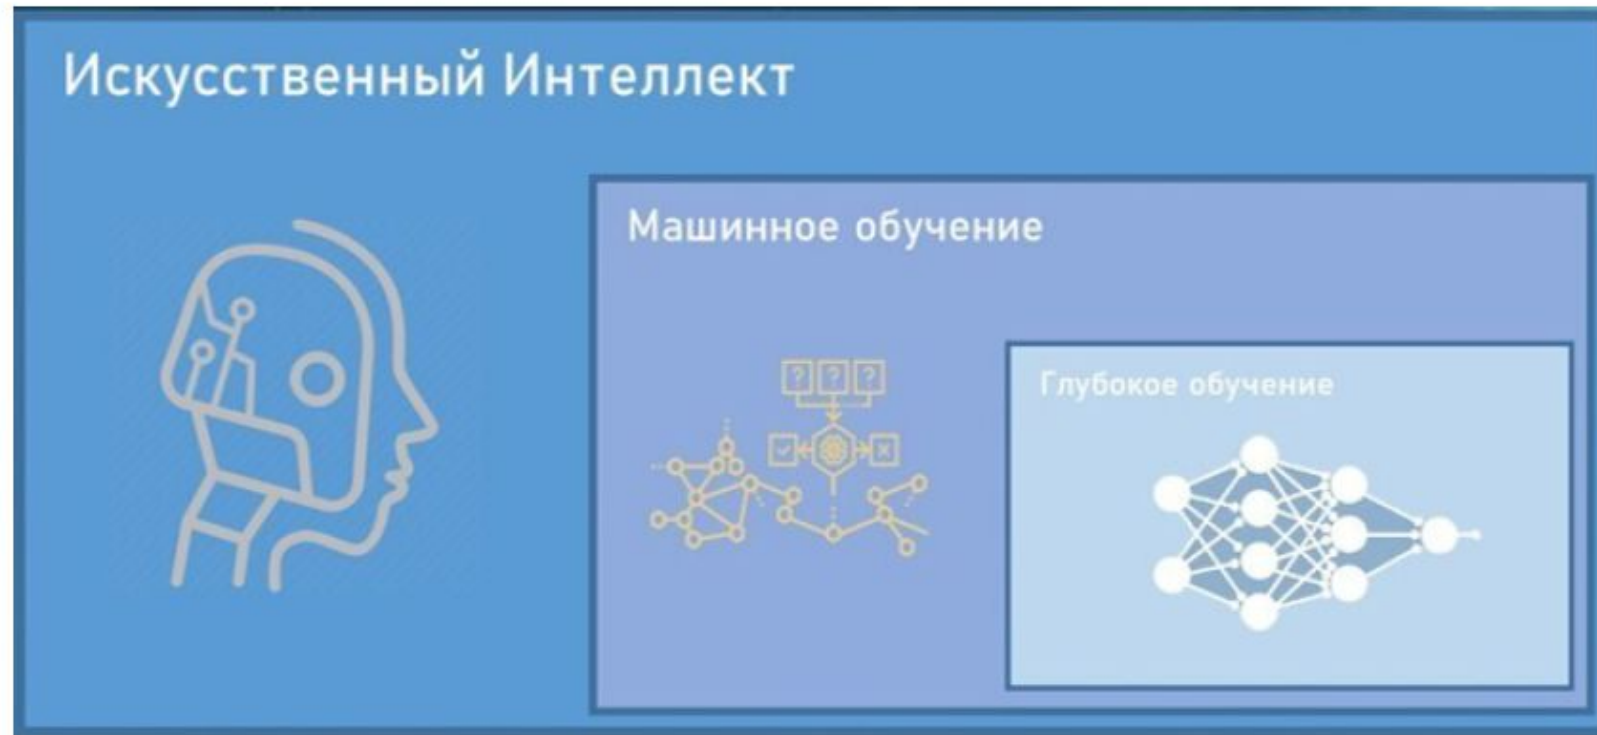 Искусственный Интеллект
Машинное обучение
? ? ?
Глубокое обучение